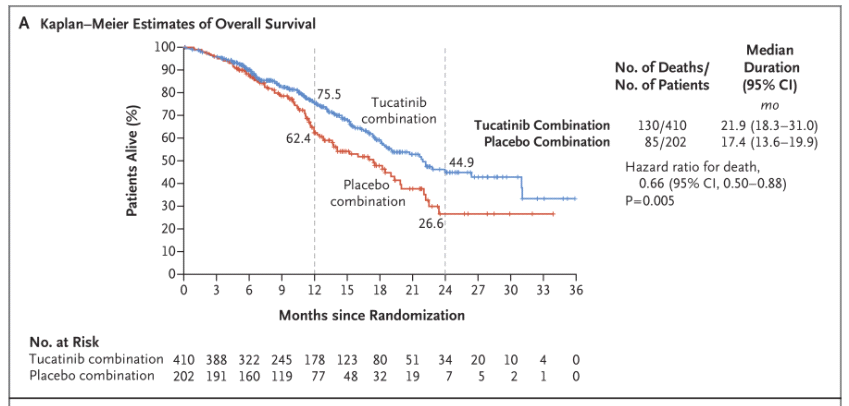 A Kaplan–Meier Estimates of Overall Survival
Patients Alive (%)
100
90
80
70
60
50
40
30
20
10
0
75.5
62.4
44.9
26.6
Tucatinib
combination
Placebo
combination
0 3 6 9 12 15 18 21 24 27 30 33 36
Months since Randomization
No. of Deaths/
No. of Patients
Median
Duration
(95% CI)
mo
Tucatinib Combination 130/410 21.9 (18.3–31.0)
Placebo Combination 85/202 17.4 (13.6–19.9)
Hazard ratio for death,
0.66 (95% CI, 0.50–0.88)
P=0.005
No. at Risk
Tucatinib combination 410 388 322 245 178 123 80 51 34 20 10 4 0
Placebo combination 202 191 160 119 77 48 32 19 7 5 2 1 0